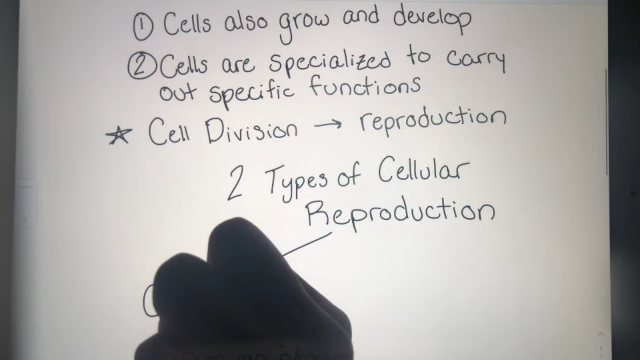 ① Cells also grow and develop
② Cells are specialized to carry
out specific functions
☆ Cell Division → reproduction
2 Types of Cellular
Reproduction